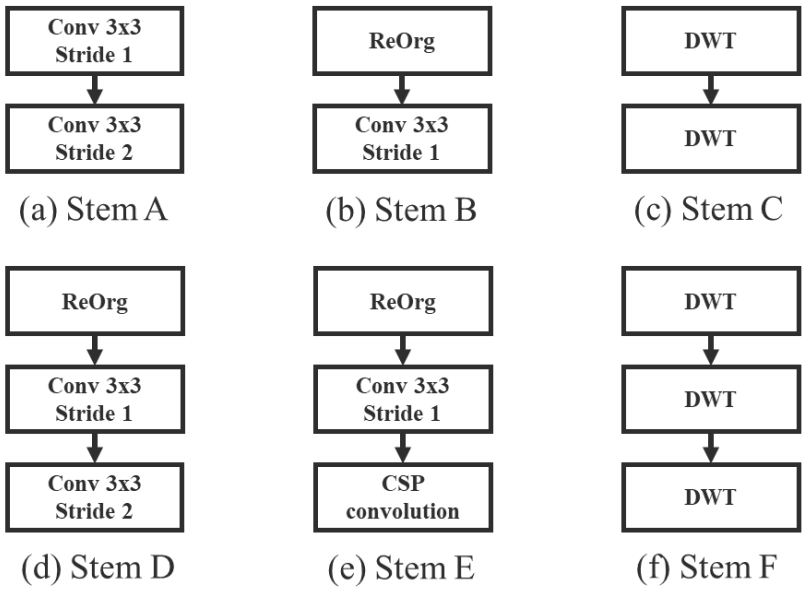 Conv 3x3
Stride 1
Conv 3x3
Stride 2
(a) Stem A
ReOrg
Conv 3x3
Stride 1
(b) Stem B
DWT
DWT
(c) Stem C
ReOrg
Conv 3x3
Stride 1
Conv 3x3
Stride 2
(d) Stem D
ReOrg
Conv 3x3
Stride 1
CSP
convolution
(e) Stem E
DWT
DWT
DWT
(f) Stem F